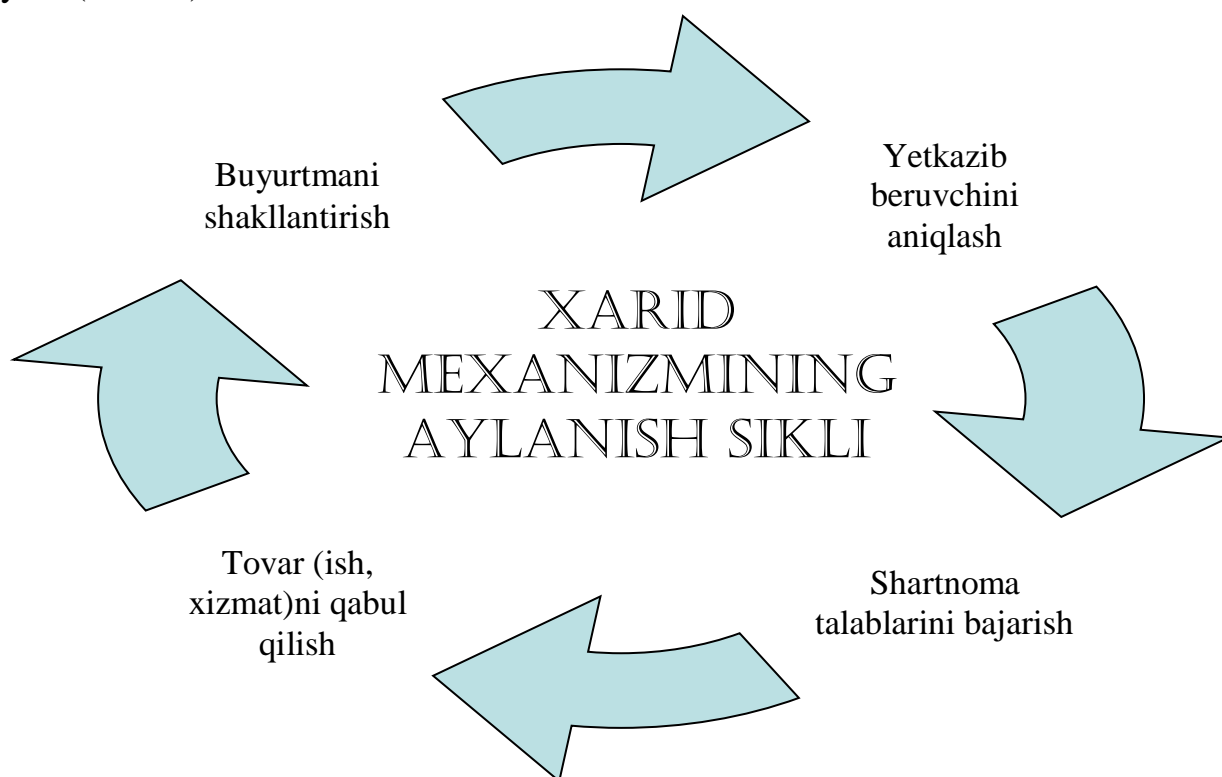 Buyurtmani
shakllantirish
Yetkazib
beruvchini
aniqlash
XARID
MEXANIZMINING
AYLANISH SIKLI
Tovar (ish,
xizmat)ni qabul
qilish
Shartnoma
talablarini bajarish